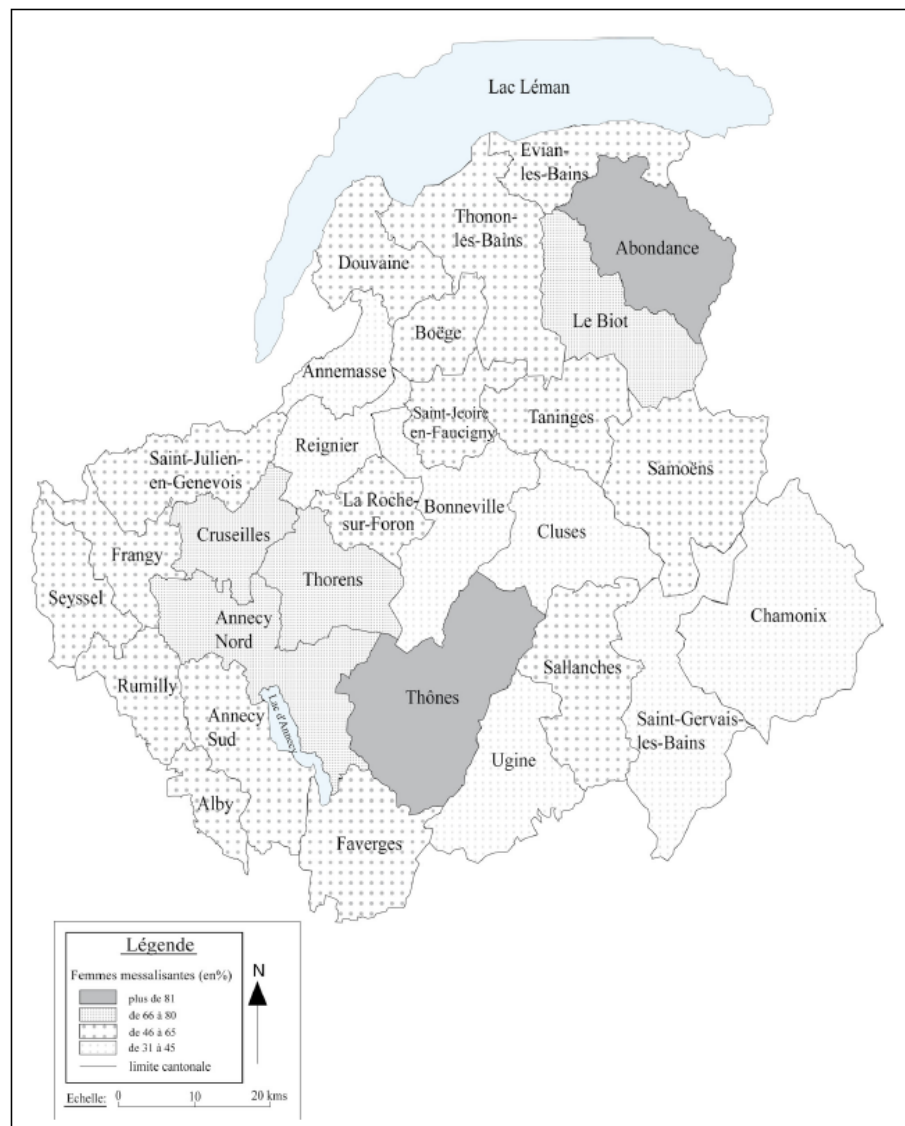 Lac Léman
Evian-
les-Bains
Thonon-
les-Bains
Abondance
Douvaine
Le Biot
Boëge
Annemasse
Saint-Jeoire
en-Faucigny
Taninges
Reignier
Saint-Julien-
en-Genevois
Samoëns
La Roche-
sur-Foron
Bonneville
Cluses
Cruseilles
Frangy
Thorens
Seyssel
Annecy
Nord
Chamonix
Sallanches
Rumilly
Thônes
Annecy
Sud
Lac d'Annecy
Saint-Gervais-
les-Bains
Ugine
Alby
Faverges
Légende
Femmes messalisantes (en%)
plus de 81
de 66 à 80
de 46 à 65
de 31 à 45
limite cantonale
N
Echelle: 0 10 20 kms